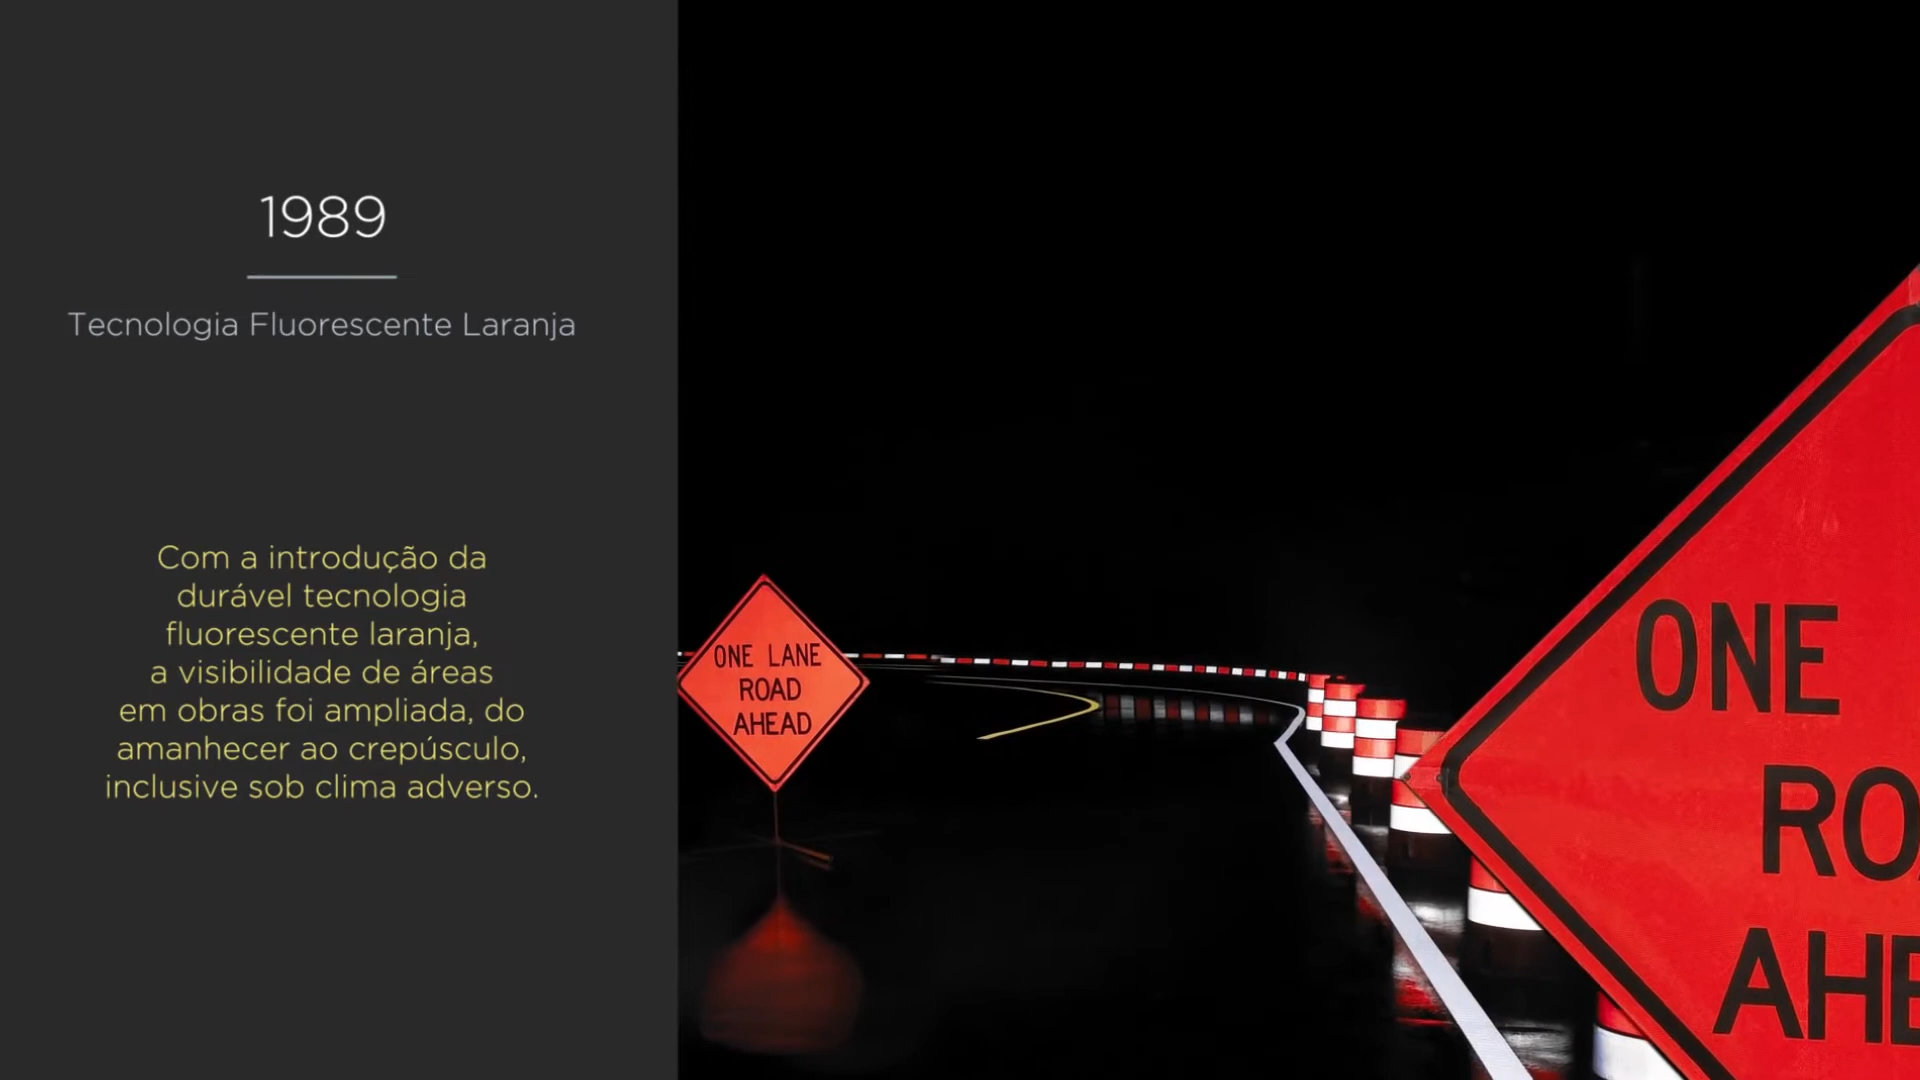 1989
Tecnologia Fluorescente Laranja
Com a introdução da
durável tecnologia
fluorescente laranja,
a visibilidade de áreas
em obras foi ampliada, do
amanhecer ao crepúsculo,
inclusive sob clima adverso.
ONE LANE
ROAD
AHEAD
ONE
RO
AHE